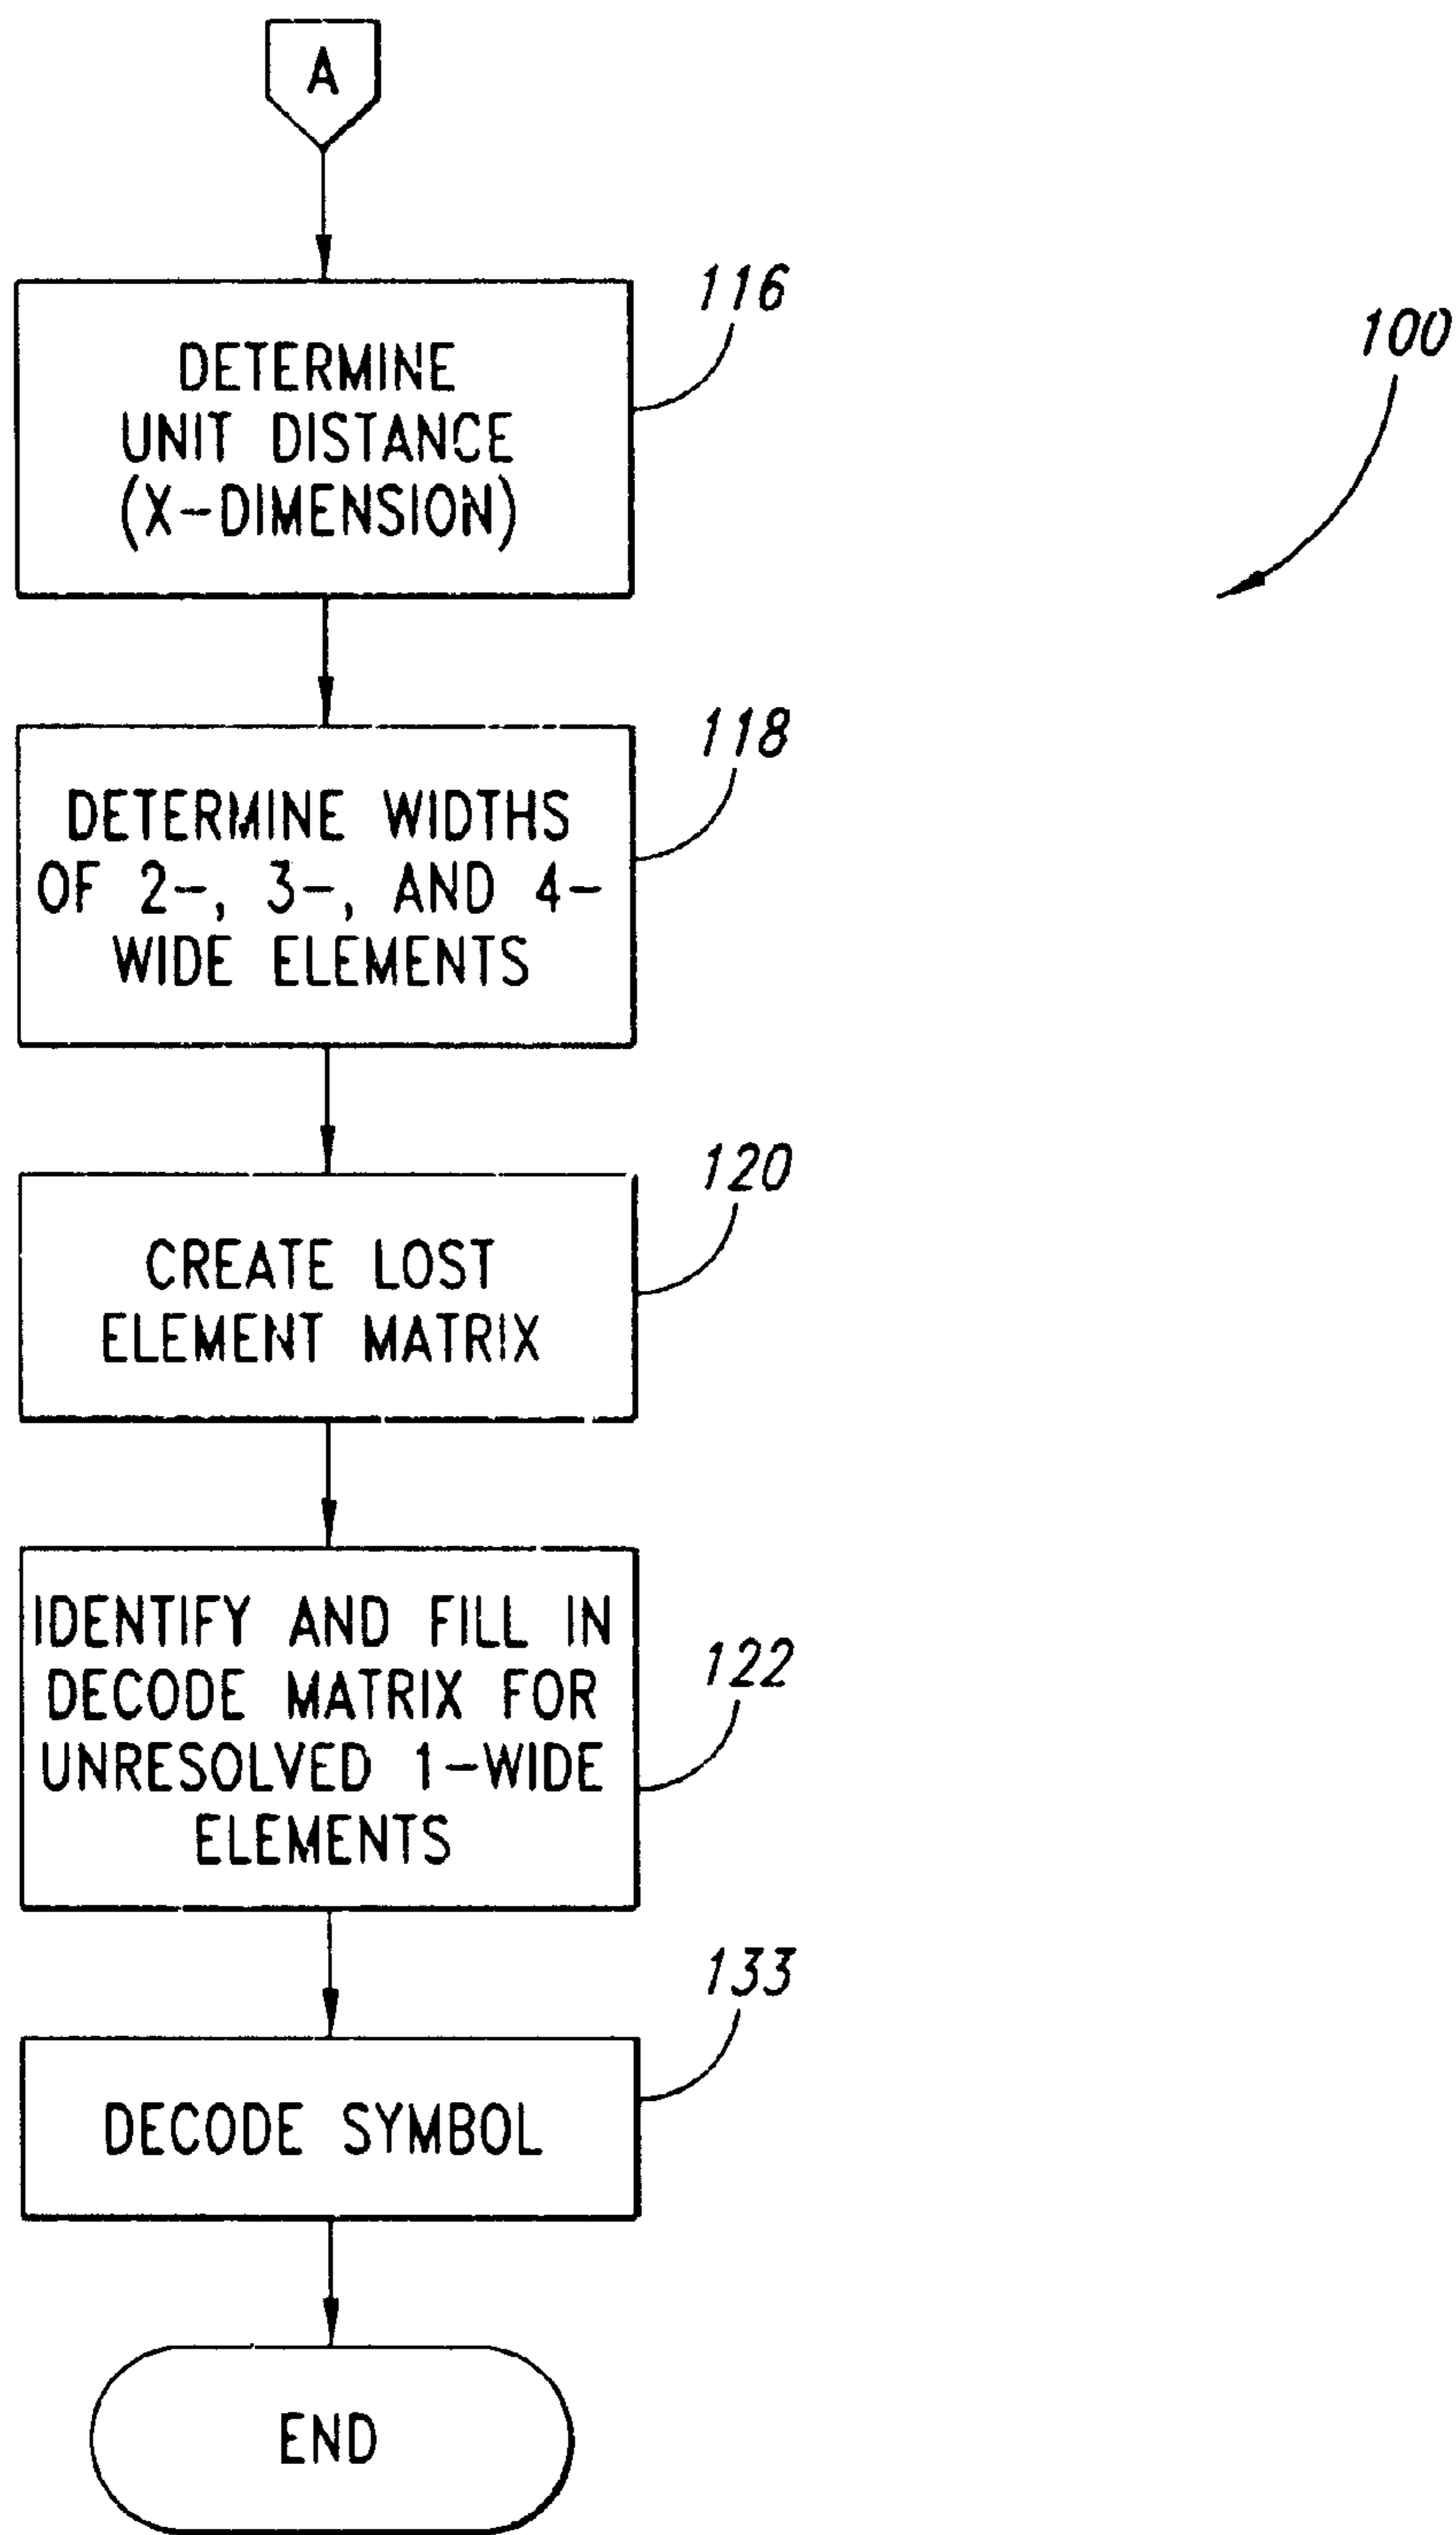 A
116
100
DETERMINE
UNIT DISTANCE
(X-DIMENSION)
118
DETERMINE WIDTHS
OF 2-, 3-, AND 4-
WIDE ELEMENTS
120
CREATE LOST
ELEMENT MATRIX
122
IDENTIFY AND FILL IN
DECODE MATRIX FOR
UNRESOLVED 1-WIDE
ELEMENTS
133
DECODE SYMBOL
END